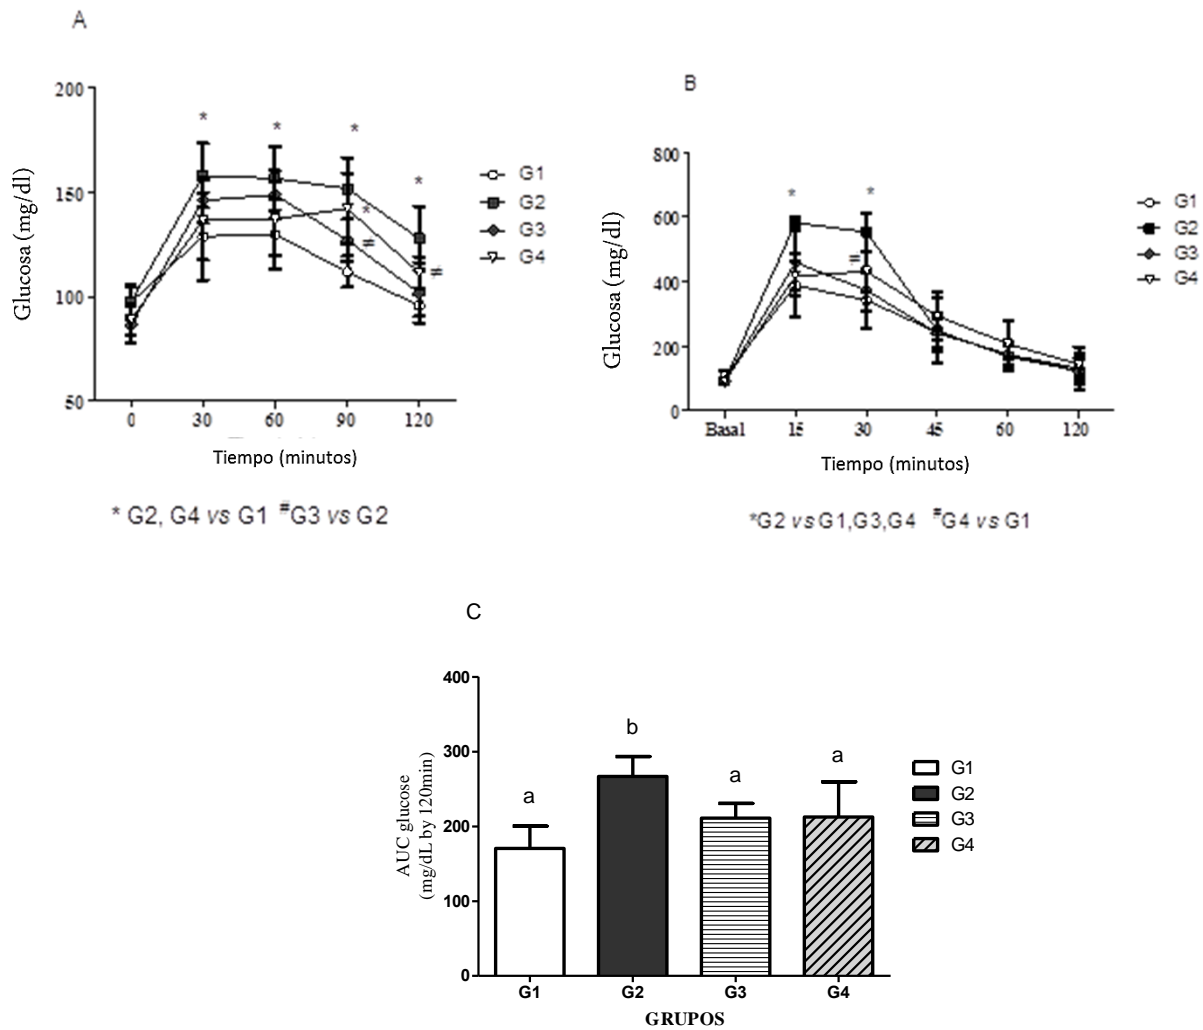 A
200
150
100
50
Glucosa (mg/dl)
*
*
*
*
*
≠
≠
0 30 60 90 120
Tiempo (minutos)
G1
G2
G3
G4
* G2, G4 vs G1 #G3 vs G2
B
800
600
400
200
0
Glucosa (mg/dl)
*
*
≠
Basal 15 30 45 60 120
Tiempo (minutos)
G1
G2
G3
G4
*G2 vs G1,G3,G4 #G4 vs G1
C
400
300
200
100
0
AUC glucose
(mg/dL by 120min)
a
b
a
a
G1 G2 G3 G4
GRUPOS
G1
G2
G3
G4